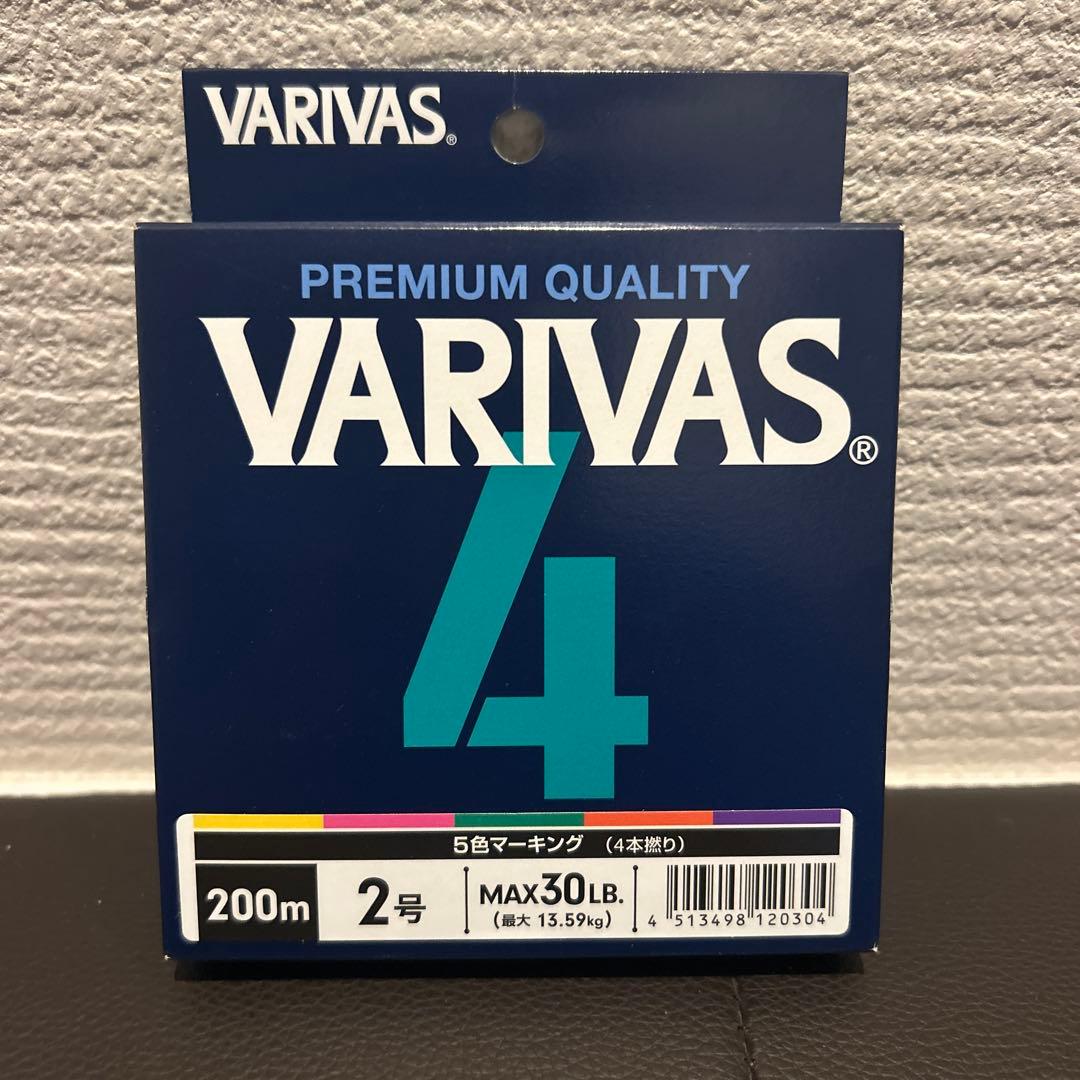 VARIVAS®
PREMIUM QUALITY
VARIVAS®
4
5色マーキング (4本撚り)
200m
2号
MAX30LB.
(最大 13.59kg)
4 513498 120304